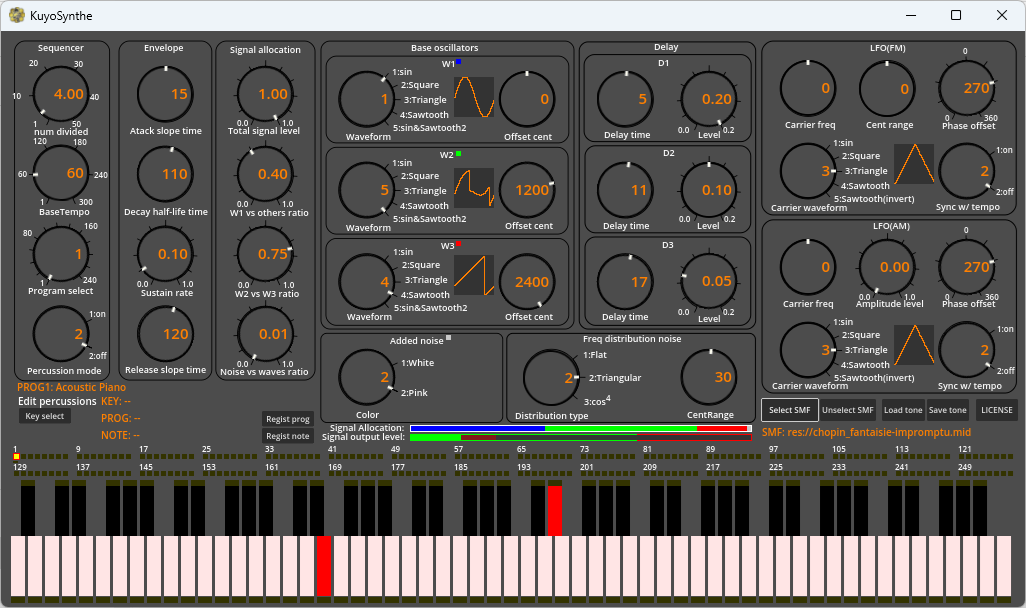 KuyoSynthe
Sequencer
20
30
10
4.00
40
1
50
num divided
120
180
60
60
240
1
300
BaseTempo
80
160
1
1
240
Program select
1:on
2
2:off
Percussion mode
Envelope
15
Atack slope time
110
Decay half-life time
0.10
0.0
1.0
Sustain rate
120
Release slope time
Signal allocation
1.00
0.0
1.0
Total signal level
0.40
0.0
1.0
W1 vs others ratio
0.75
0.0
1.0
W2 vs W3 ratio
0.01
0.0
1.0
Noise vs waves ratio
Base oscillators
W1
1
1:sin
2:Square
3:Triangle
4:Sawtooth
5:sin&Sawtooth2
Waveform
0
Offset cent
W2
5
1:sin
2:Square
3:Triangle
4:Sawtooth
5:sin&Sawtooth2
Waveform
1200
Offset cent
W3
4
1:sin
2:Square
3:Triangle
4:Sawtooth
5:sin&Sawtooth2
Waveform
2400
Offset cent
Delay
D1
5
Delay time
0.20
0.0
0.2
Level
D2
11
Delay time
0.10
0.0
0.2
Level
D3
17
Delay time
0.05
0.0
0.2
Level
Added noise
2
1:White
2:Pink
Color
Freq distribution noise
2
1:Flat
2:Triangular
3:cos4
Distribution type
30
CentRange
LFO(FM)
0
Carrier freq
0
Cent range
0
270
360
Phase offset
3
1:sin
2:Square
3:Triangle
4:Sawtooth
5:Sawtooth(invert)
Carrier waveform
1:on
2
2:off
Sync w/ tempo
LFO(AM)
0
Carrier freq
0.00
0.0
1.0
Amplitude level
0
270
360
Phase offset
3
1:sin
2:Square
3:Triangle
4:Sawtooth
5:Sawtooth(invert)
Carrier waveform
1:on
2
2:off
Sync w/ tempo
PROG1: Acoustic Piano
Edit percussions KEY: --
Key select
PROG: --
NOTE: --
Regist prog
Regist note
Signal Allocation:
Signal output level:
Select SMF
Unselect SMF
Load tone
Save tone
LICENSE
SMF: res://chopin_fantaisie-impromptu.mid
1 9 17 25 33 41 49 57 65 73 81 89 97 105 113 121
129 137 145 153 161 169 177 185 193 201 209 217 225 233 241 249